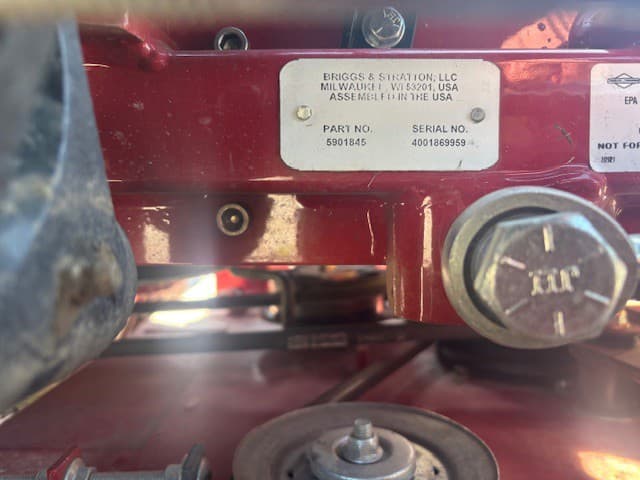 BRIGGS & STRATTON, LLC
MILWAUKEE, WI 53201, USA
ASSEMBLED IN THE USA
PART NO. SERIAL NO.
5901845 4001869959
EPA
NOT FOR